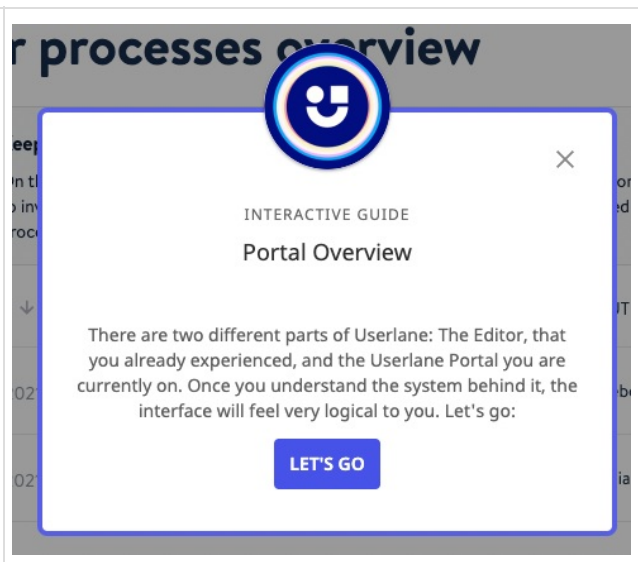 processes overview
INTERACTIVE GUIDE
Portal Overview
There are two different parts of Userlane: The Editor, that
you already experienced, and the Userlane Portal you are
currently on. Once you understand the system behind it, the
interface will feel very logical to you. Let's go:
LET'S GO